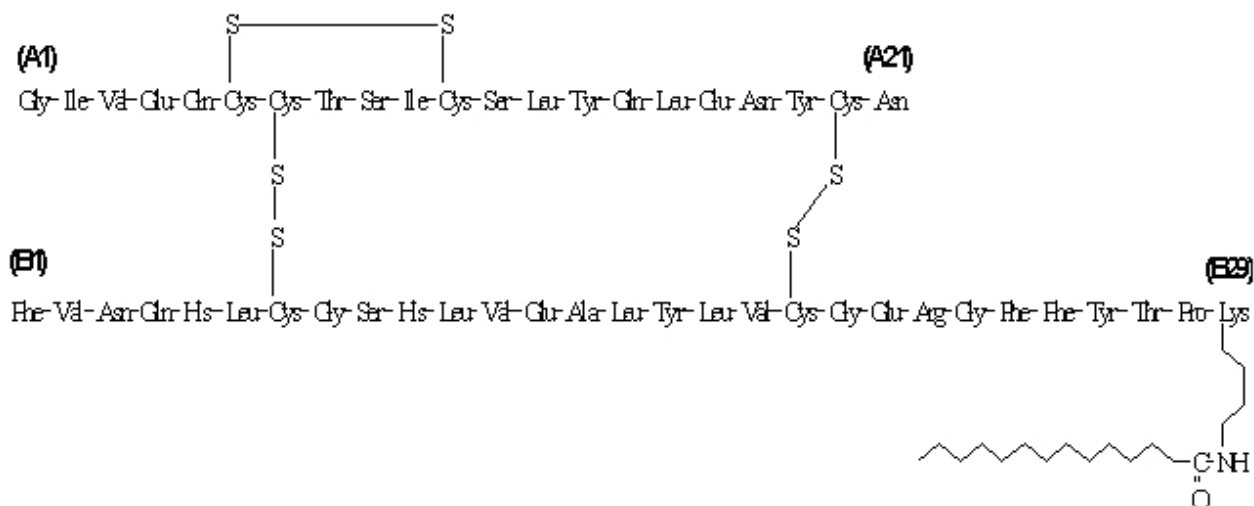 S S
(A1) (A21)
Gly-Ile-Val-Glu-Gln-Cys-Cys-Thr-Ser-Ile-Cys-Ser-Leu-Tyr-Gln-Leu-Glu-Asn-Tyr-Cys-Asn
S S
S S
(B1) (B29)
Phe-Val-Asn-Gln-His-Leu-Cys-Gly-Ser-His-Leu-Val-Glu-Ala-Leu-Tyr-Leu-Val-Cys-Gly-Glu-Arg-Gly-Phe-Phe-Tyr-Thr-Pro-Lys
C-NH
O